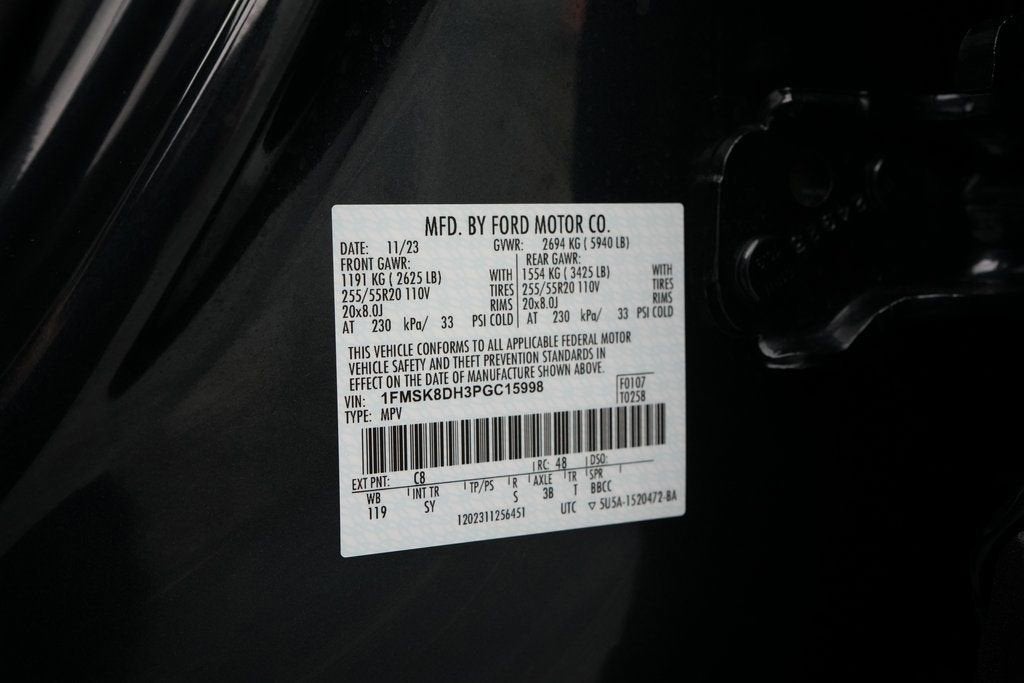 MFD. BY FORD MOTOR CO.
DATE: 11/23 GVWR: 2694 KG ( 5940 LB)
FRONT GAWR: REAR GAWR:
1191 KG ( 2625 LB) WITH 1554 KG ( 3425 LB) WITH
255/55R20 110V TIRES 255/55R20 110V TIRES
20x8.0J RIMS 20x8.0J RIMS
AT 230 kPa/ 33 PSI COLD AT 230 kPa/ 33 PSI COLD
THIS VEHICLE CONFORMS TO ALL APPLICABLE FEDERAL MOTOR
VEHICLE SAFETY AND THEFT PREVENTION STANDARDS IN
EFFECT ON THE DATE OF MANUFACTURE SHOWN ABOVE.
VIN: 1FMSK8DH3PGC15998 F0107
TYPE: MPV T0258
EXT PNT: C8 RC: 48 DSO:
WB INT TR TP/PS R AXLE TR SPR
119 SY S 3B T BBCC
1202311256451 UTC ▽ 5U5A-1520472-BA